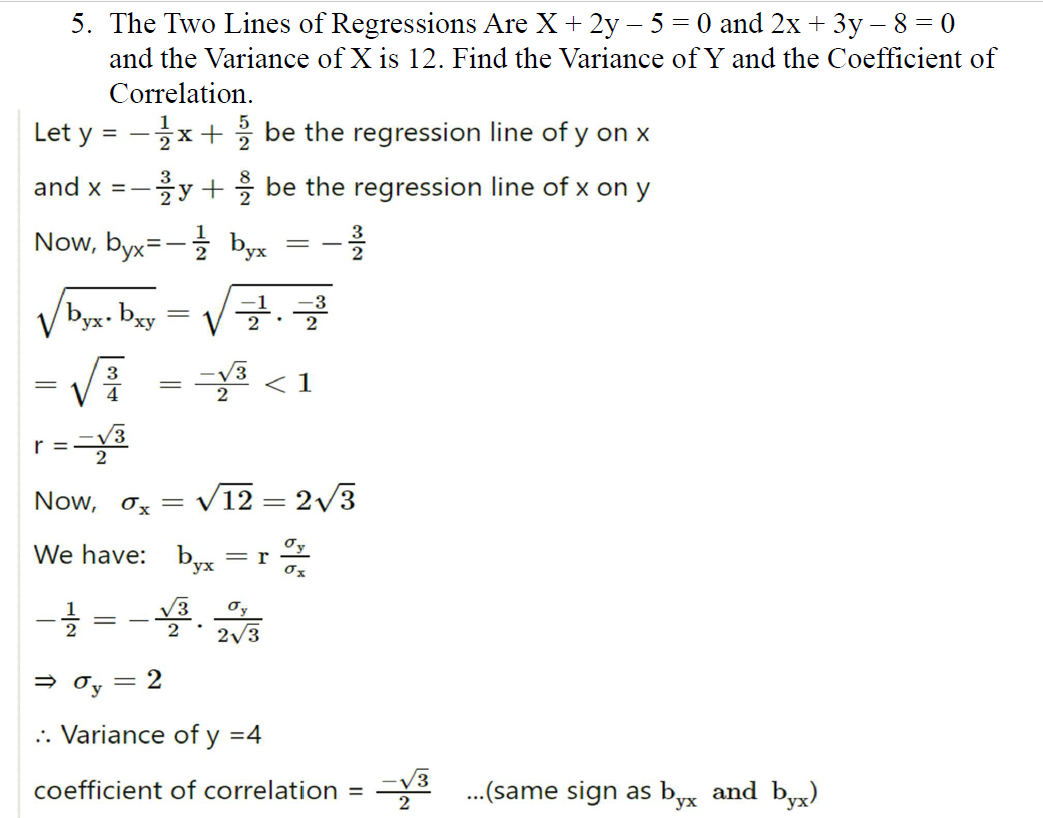 5. The Two Lines of Regressions Are X + 2y – 5 = 0 and 2x + 3y – 8 = 0
and the Variance of X is 12. Find the Variance of Y and the Coefficient of
Correlation.
Let y = −1/2 x + 5/2 be the regression line of y on x
and x = −3/2 y + 8/2 be the regression line of x on y
Now, byx = −1/2 byx = −3/2
√(byx. bxy) = √(−1/2 . −3/2)
= √(3/4) = −√3/2 < 1
r = −√3/2
Now, σx = √12 = 2√3
We have: byx = r σy/σx
−1/2 = −√3/2 . σy/2√3
⇒ σy = 2
∴ Variance of y =4
coefficient of correlation = −√3/2 ...(same sign as byx and byx)